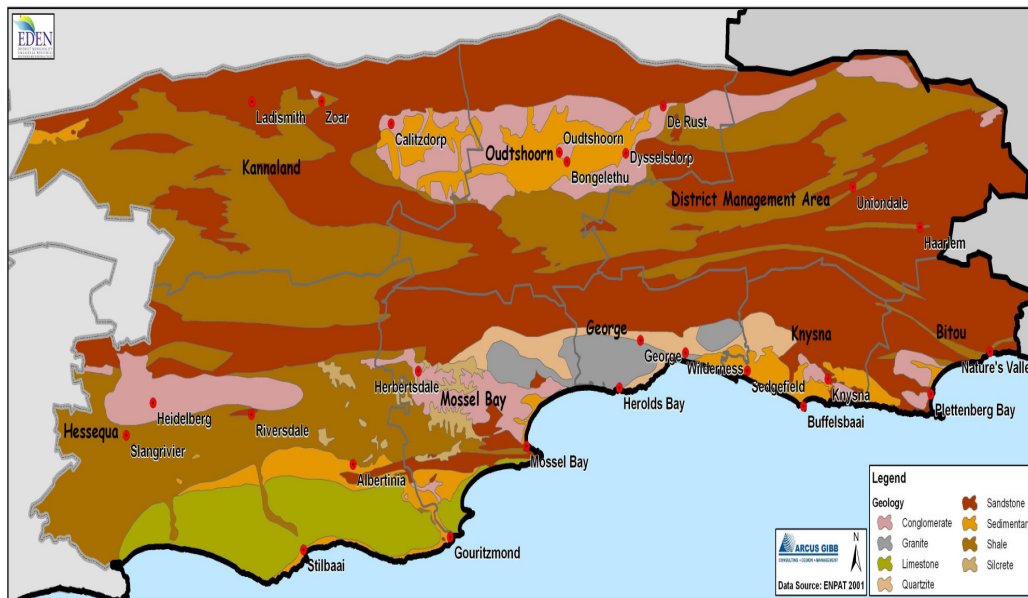 EDEN
Ladismith
Zoar
Calitzdorp
De Rust
Kannaland
Oudtshoorn
Oudtshoorn
Dysselsdorp
Bongelethu
District Management Area
Uniondale
Haarlem
George
Knysna
Bitou
George
Wilderness
Nature's Valle
Herbertsdale
Sedgefield
Mossel Bay
Herolds Bay
Knysna
Plettenberg Bay
Heidelberg
Buffelsbaai
Riversdale
Hessequa
Slangrivier
Mossel Bay
Albertinia
Gouritzmond
Stilbaai
Legend
Geology
Conglomerate
Granite
Limestone
Quartzite
Sandstone
Sedimentar
Shale
Silcrete
ARCUS GIBB
CONSULTING • DESIGN • MANAGEMENT
N
Data Source: ENPAT 2001